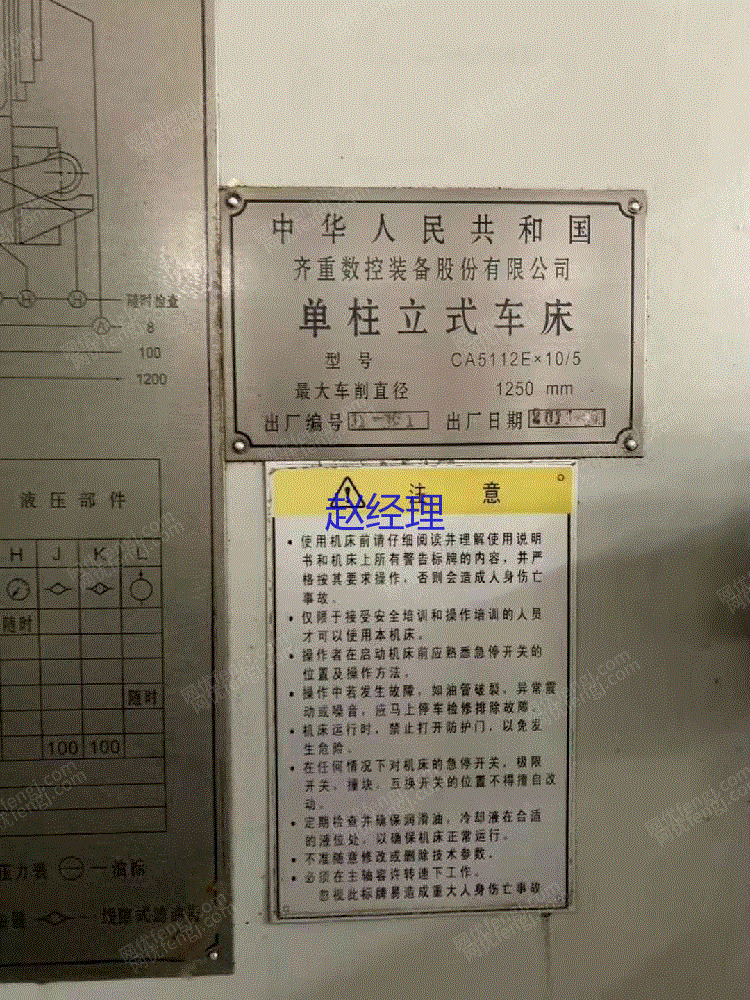 随时检查
8
100
1200
液压部件
H J K L
随时
随时
100 100
压力表 一滴际
线隙式滤油器
中华人民共和国
齐重数控装备股份有限公司
单柱立式车床
型号 CA5112E×10/5
最大车削直径 1250 mm
出厂编号 出厂日期
注意
赵经理
• 使用机床前请仔细阅读并理解使用说明
书和机床上所有警告标牌的内容，并严
格按其要求操作，否则会造成人身伤亡
事故。
• 仅限于接受安全培训和操作培训的人员
才可以使用本机床。
• 操作者在启动机床前应熟悉急停开关的
位置及操作方法。
• 操作中若发生故障，如油管破裂，异常震
动或噪音，应马上停车检修排除故障。
• 机床运行时，禁止打开防护门，以免发
生危险。
• 在任何情况下对机床的急停开关，极限
开关，撞块，互换开关的位置不得擅自改
动。
• 定期检查并确保润滑油，冷却液在合适
的液位处，以确保机床正常运行。
• 不准随意修改或删除技术参数。
• 必须在主轴容许转速下工作。
忽视此标牌易造成重大人身伤亡事故